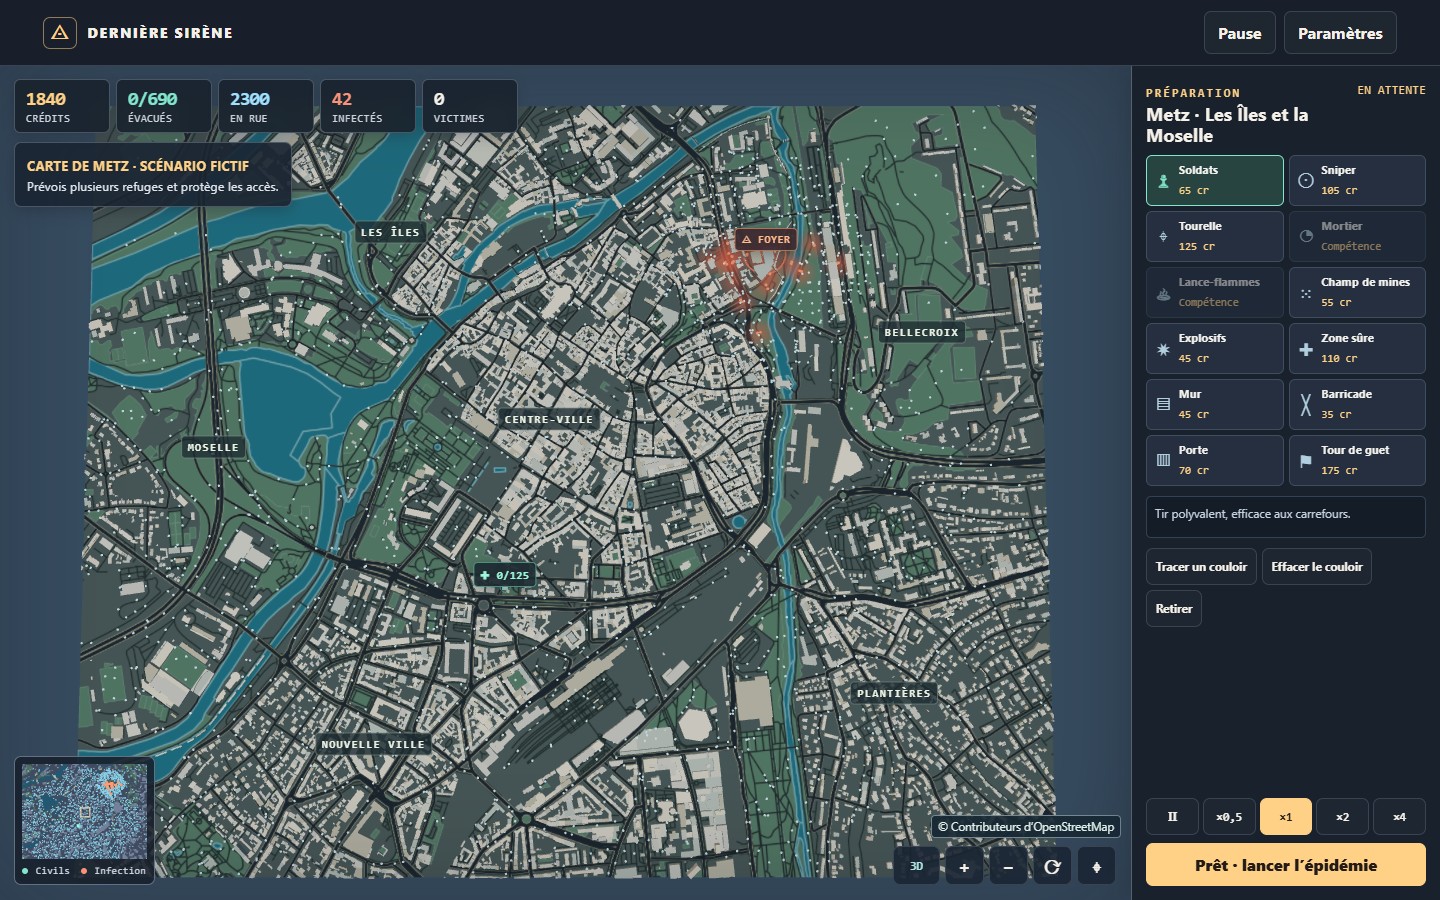 DERNIÈRE SIRÈNE
Pause
Paramètres
1840
CRÉDITS
0/690
ÉVACUÉS
2300
EN RUE
42
INFECTÉS
0
VICTIMES
CARTE DE METZ · SCÉNARIO FICTIF
Prévois plusieurs refuges et protège les accès.
LES ÎLES
FOYER
BELLECROIX
CENTRE-VILLE
MOSELLE
0/125
PLANTIÈRES
NOUVELLE VILLE
Civils
Infection
© Contributeurs d'OpenStreetMap
3D
+
−
PRÉPARATION
EN ATTENTE
Metz · Les Îles et la
Moselle
Soldats
65 cr
Sniper
105 cr
Tourelle
125 cr
Mortier
Compétence
Lance-flammes
Compétence
Champ de mines
55 cr
Explosifs
45 cr
Zone sûre
110 cr
Mur
45 cr
Barricade
35 cr
Porte
70 cr
Tour de guet
175 cr
Tir polyvalent, efficace aux carrefours.
Tracer un couloir
Effacer le couloir
Retirer
II
×0,5
×1
×2
×4
Prêt · lancer l'épidémie